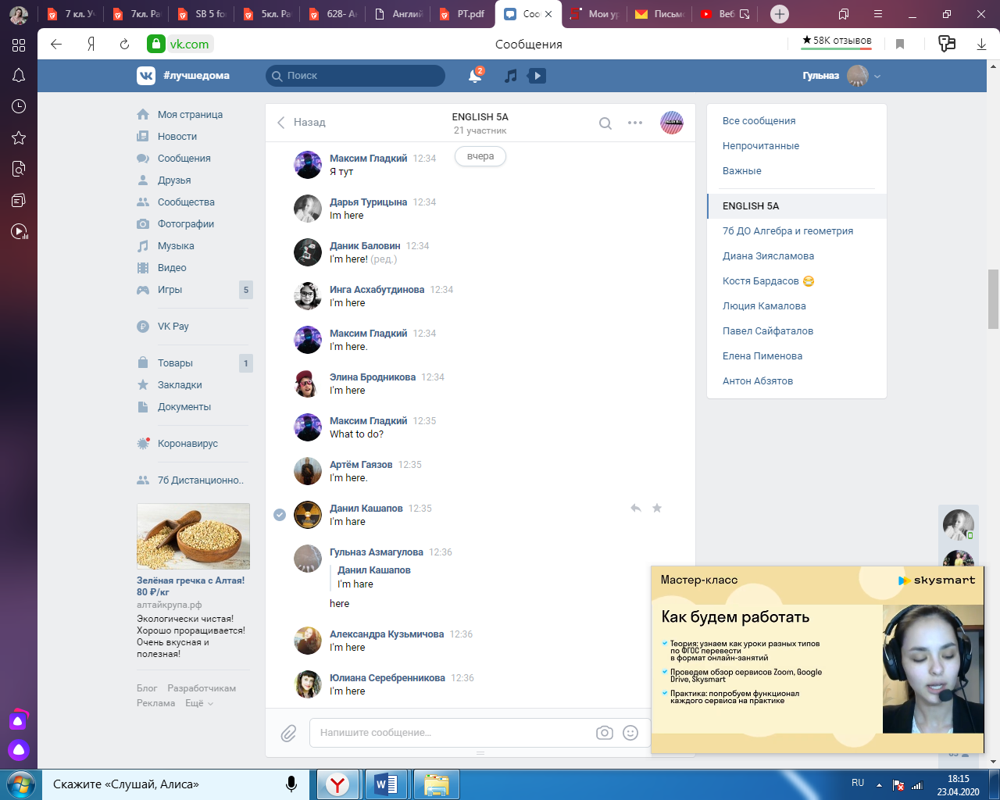 7 кл. Уч
7кл. Ра
SB 5 fo
5кл. Ра
628- А
Англий
PT.pdf
Соо
Мои ур
Письм
Веб
vk.com
Сообщения
★ 58K отзывов
#лучшедома
Поиск
2
Гульназ
Моя страница
Новости
Сообщения
Друзья
Сообщества
Фотографии
Музыка
Видео
Игры 5
VK Pay
Товары 1
Закладки
Документы
Коронавирус
7б Дистанционно..
Зелёная гречка с Алтая!
80 ₽/кг
алтайкрупа.рф
Экологически чистая!
Хорошо проращивается!
Очень вкусная и
полезная!
Блог Разработчикам
Реклама Ещё
Назад
ENGLISH 5A
21 участник
вчера
Максим Гладкий 12:34
Я тут
Дарья Турицына 12:34
Im here
Даник Баловин 12:34
I'm here! (ред.)
Инга Асхабутдинова 12:34
I'm here
Максим Гладкий 12:34
I'm here.
Элина Бродникова 12:34
I'm here
Максим Гладкий 12:35
What to do?
Артём Гаязов 12:35
I'm here.
Данил Кашапов 12:35
I'm hare
Гульназ Азмагулова 12:36
Данил Кашапов
I'm hare
here
Александра Кузьмичова 12:36
I'm here
Юлиана Серебренникова 12:36
I'm here
Напишите сообщение...
Все сообщения
Непрочитанные
Важные
ENGLISH 5A
7б ДО Алгебра и геометрия
Диана Зиясламова
Костя Бардасов 😂
Люция Камалова
Павел Сайфаталов
Елена Пименова
Антон Абзятов
Мастер-класс
skysmart
Как будем работать
Теория: узнаем как уроки разных типов
по ФГОС перевести
в формат онлайн-занятий
Проведем обзор сервисов Zoom, Google
Drive, Skysmart
Практика: попробуем функционал
каждого сервиса на практике
Скажите «Слушай, Алиса»
RU
18:15
23.04.2020